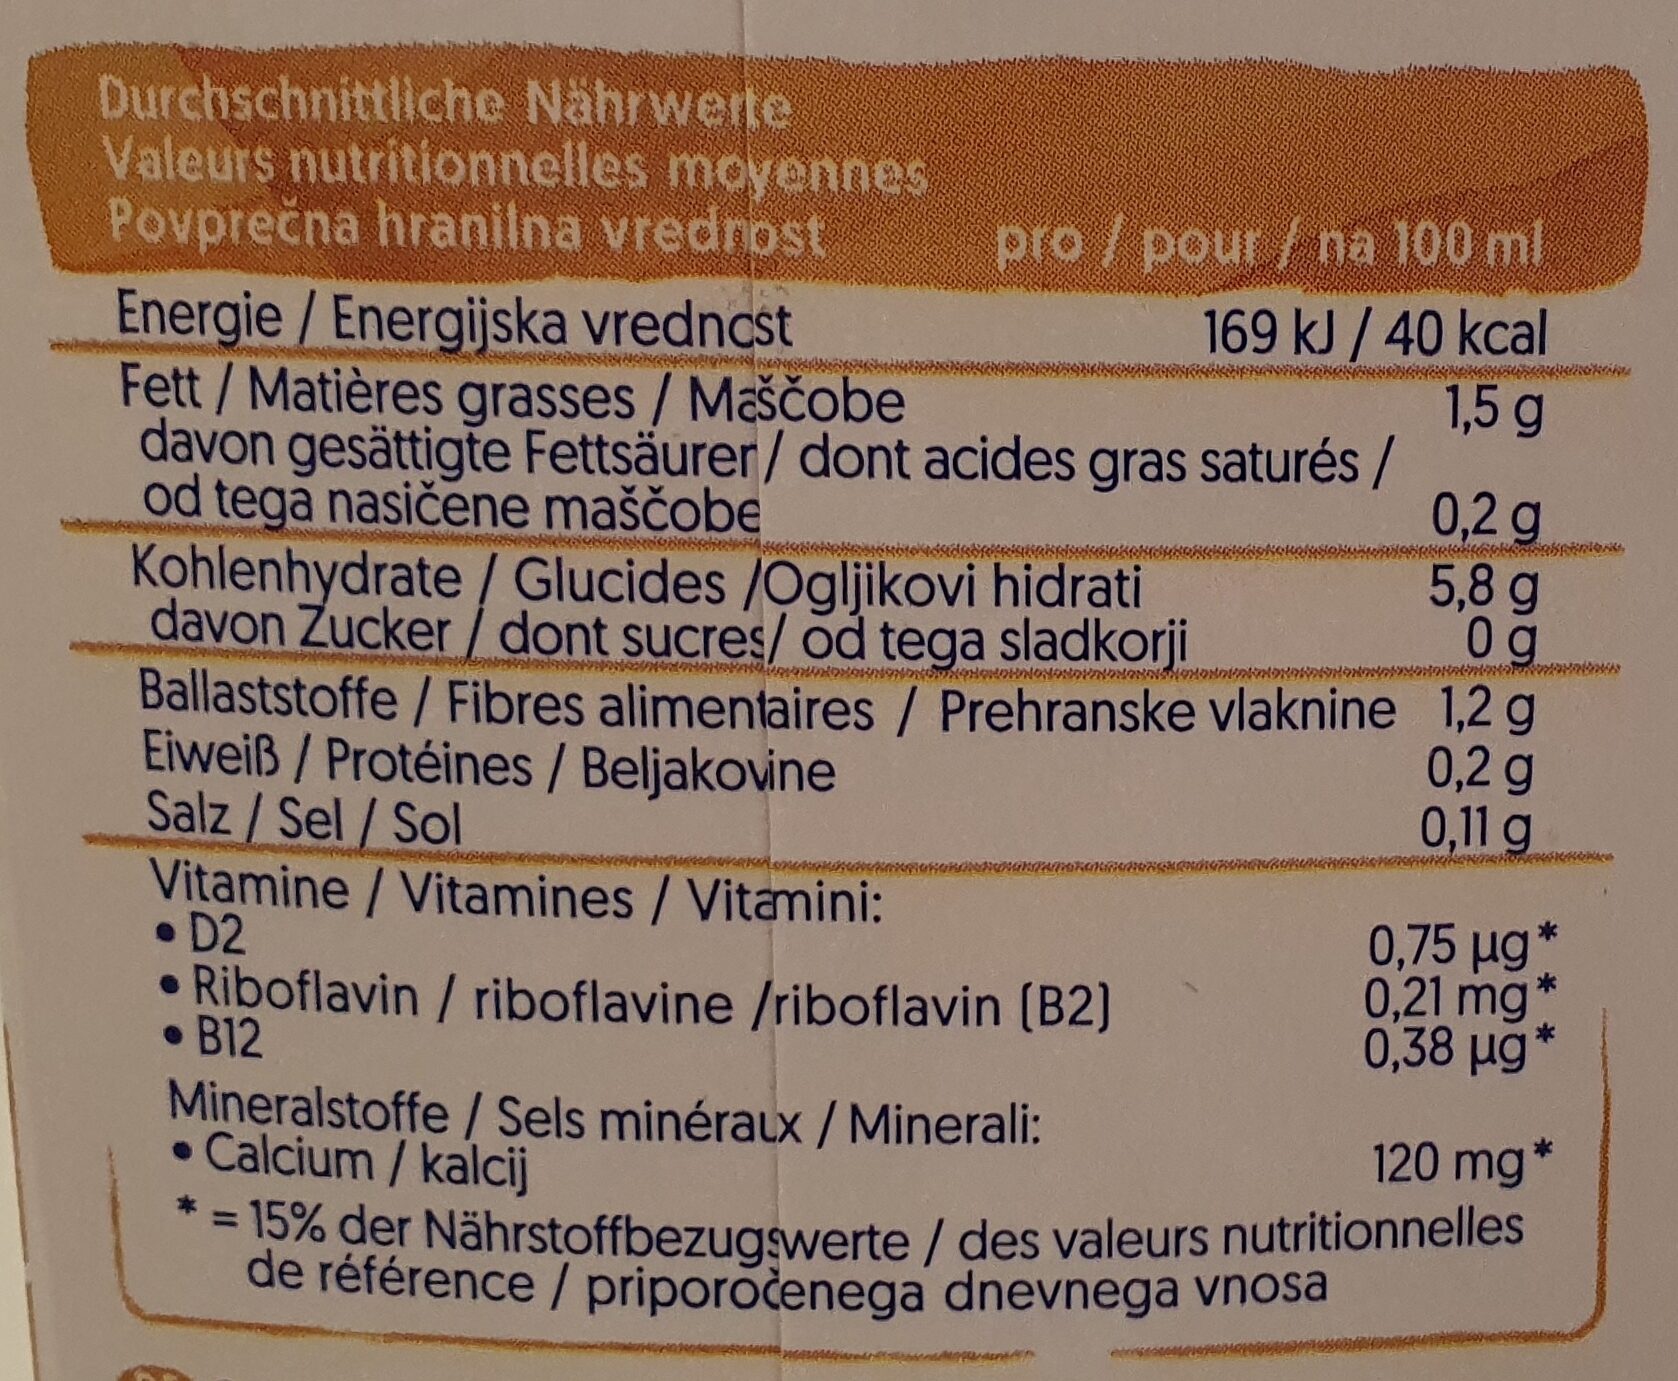 Durchschnittliche Nährwerte
Valeurs nutritionnelles moyennes
Povprečna hranilna vrednost pro / pour / na 100 ml
Energie / Energijska vrednost 169 kJ / 40 kcal
Fett / Matières grasses / Maščobe 1,5 g
davon gesättigte Fettsäuren / dont acides gras saturés /
od tega nasičene maščobe 0,2 g
Kohlenhydrate / Glucides /Ogljikovi hidrati 5,8 g
davon Zucker / dont sucres/ od tega sladkorji 0 g
Ballaststoffe / Fibres alimentaires / Prehranske vlaknine 1,2 g
Eiweiß / Protéines / Beljakovine 0,2 g
Salz / Sel / Sol 0,11 g
Vitamine / Vitamines / Vitamini:
• D2 0,75 µg*
• Riboflavin / riboflavine /riboflavin (B2) 0,21 mg*
• B12 0,38 µg*
Mineralstoffe / Sels minéraux / Minerali:
• Calcium / kalcij 120 mg*
* = 15% der Nährstoffbezugswerte / des valeurs nutritionnelles
de référence / priporočenega dnevnega vnosa